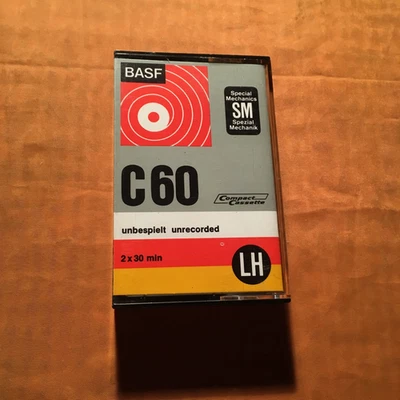 BASF
Special
Mechanics
SM
Spezial
Mechanik
C 60
Compact
Cassette
unbespielt unrecorded
2 x 30 min
LH